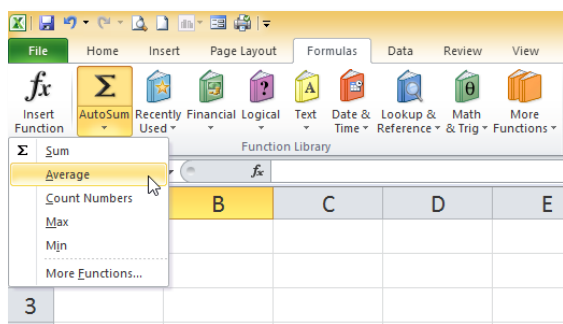 File Home Insert Page Layout Formulas Data Review View
fx Σ ? A θ
Insert Function AutoSum Recently Used Financial Logical Text Date & Time Lookup & Reference Math & Trig More Functions
Function Library
Σ Sum
Average
Count Numbers
Max
Min
More Functions...
fx
B C D E
3